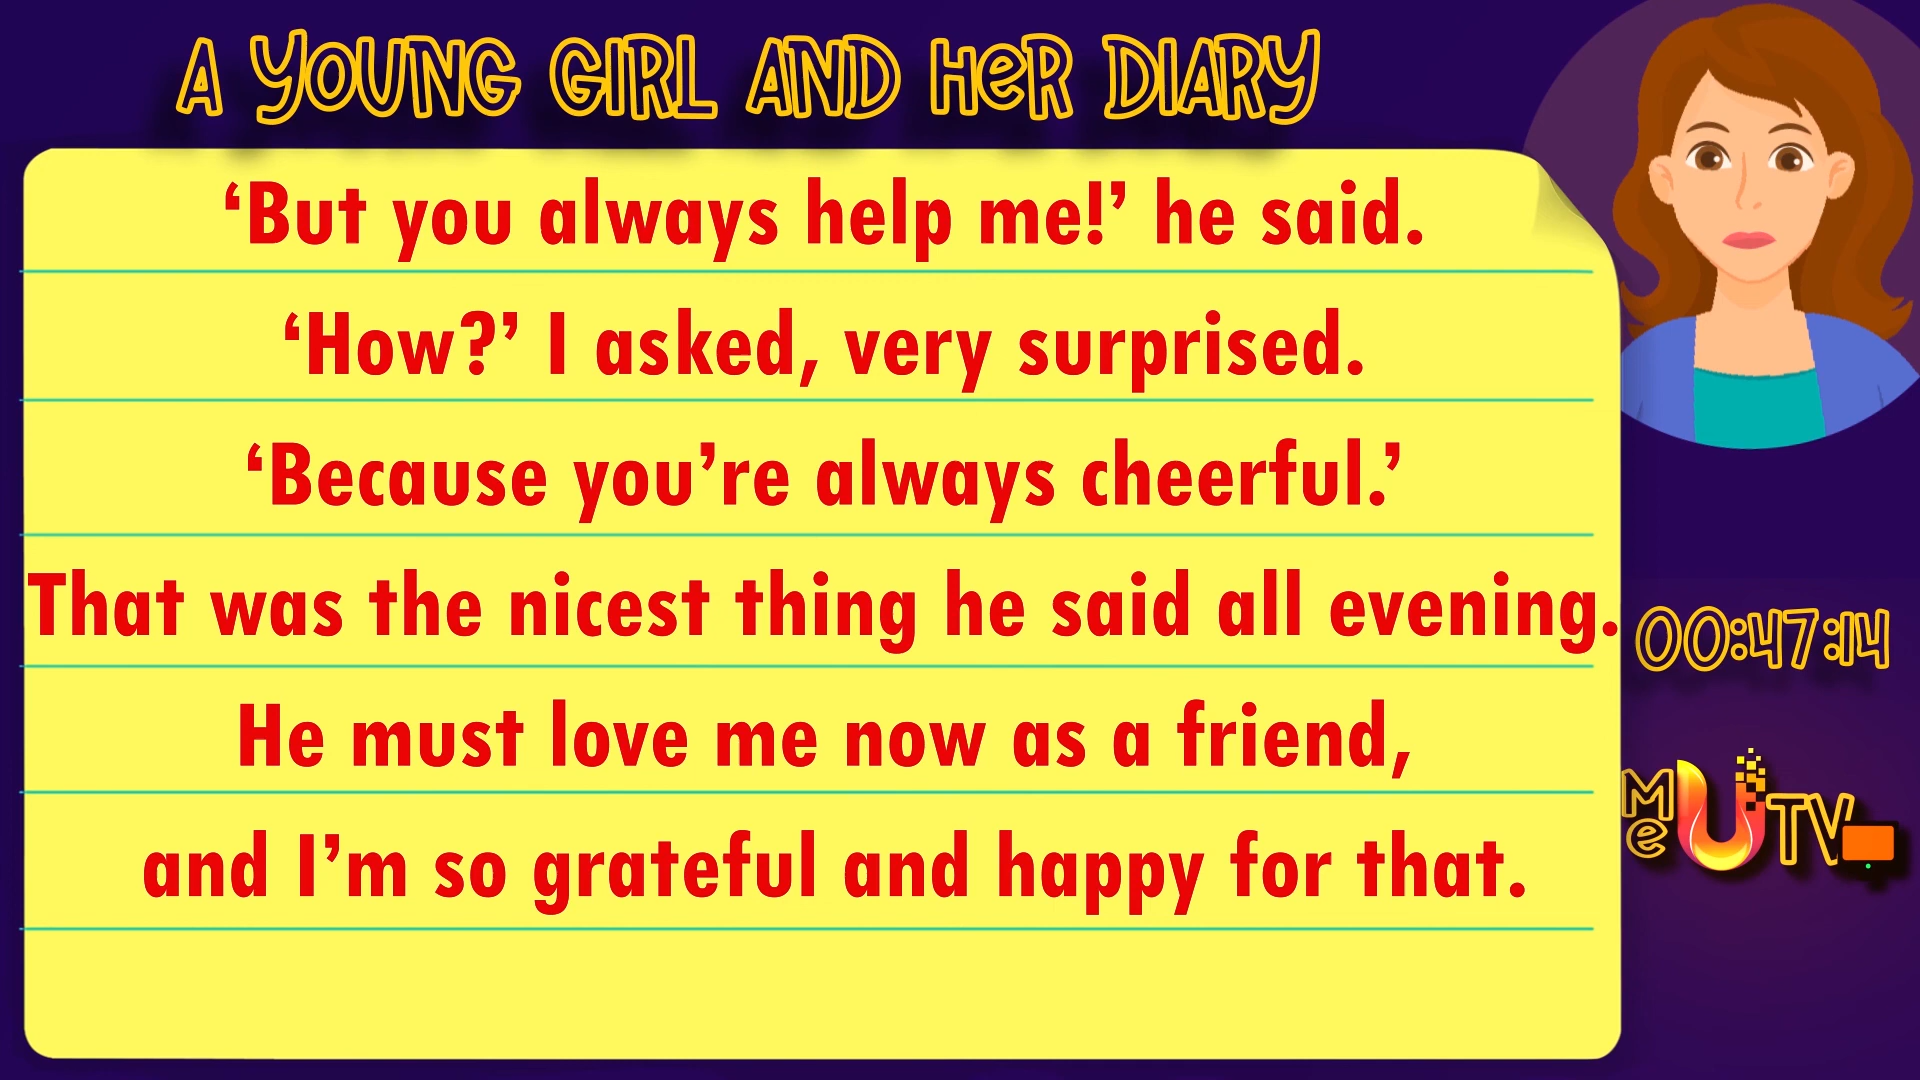 A YOUNG GIRL AND HeR DIARY
‘But you always help me!’ he said.
‘How?’ I asked, very surprised.
‘Because you’re always cheerful.’
That was the nicest thing he said all evening.
He must love me now as a friend,
and I’m so grateful and happy for that.
00:47:14
Me U TV